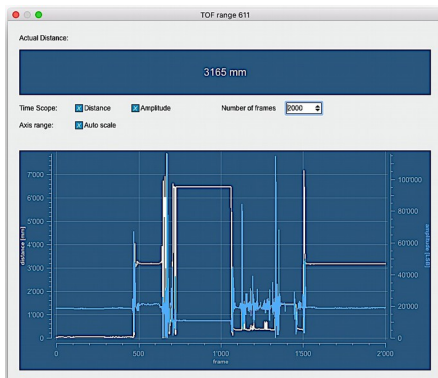 TOF range 611
Actual Distance:
3165 mm
Time Scope: Distance Amplitude Number of frames 2000
Axis range: Auto scale
7'000
6'000
5'000
4'000
3'000
2'000
1'000
0
distance [mm]
100'000
80'000
60'000
40'000
20'000
0
amplitude [LSB]
0 500 1'000 1'500 2'000
frame